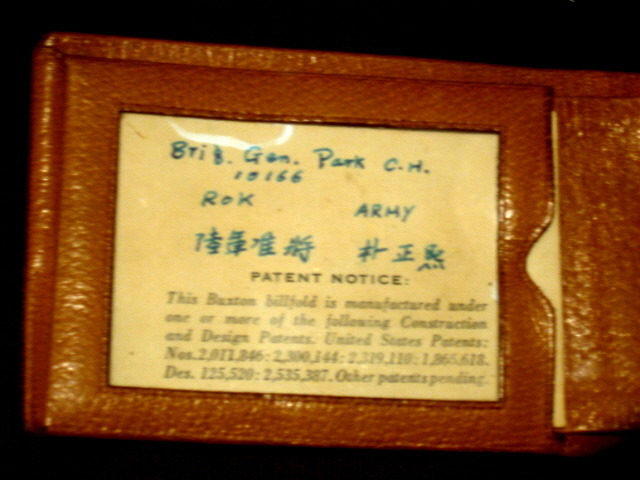 Brig. Gen. Park C.H.
10166
ROK ARMY
陸軍准將 朴正熙
PATENT NOTICE:
This Buxton billfold is manufactured under
one or more of the following Construction
and Design Patents. United States Patents:
Nos. 2,011,846: 2,300,144: 2,319,110: 1,865,618.
Des. 125,520: 2,535,387. Other patents pending.